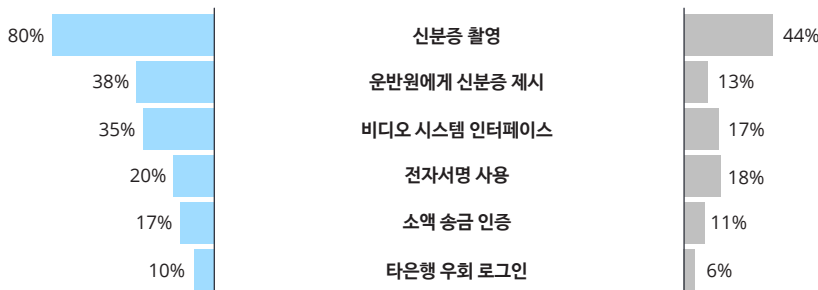 80% 신분증 촬영 44%
38% 운반원에게 신분증 제시 13%
35% 비디오 시스템 인터페이스 17%
20% 전자서명 사용 18%
17% 소액 송금 인증 11%
10% 타은행 우회 로그인 6%